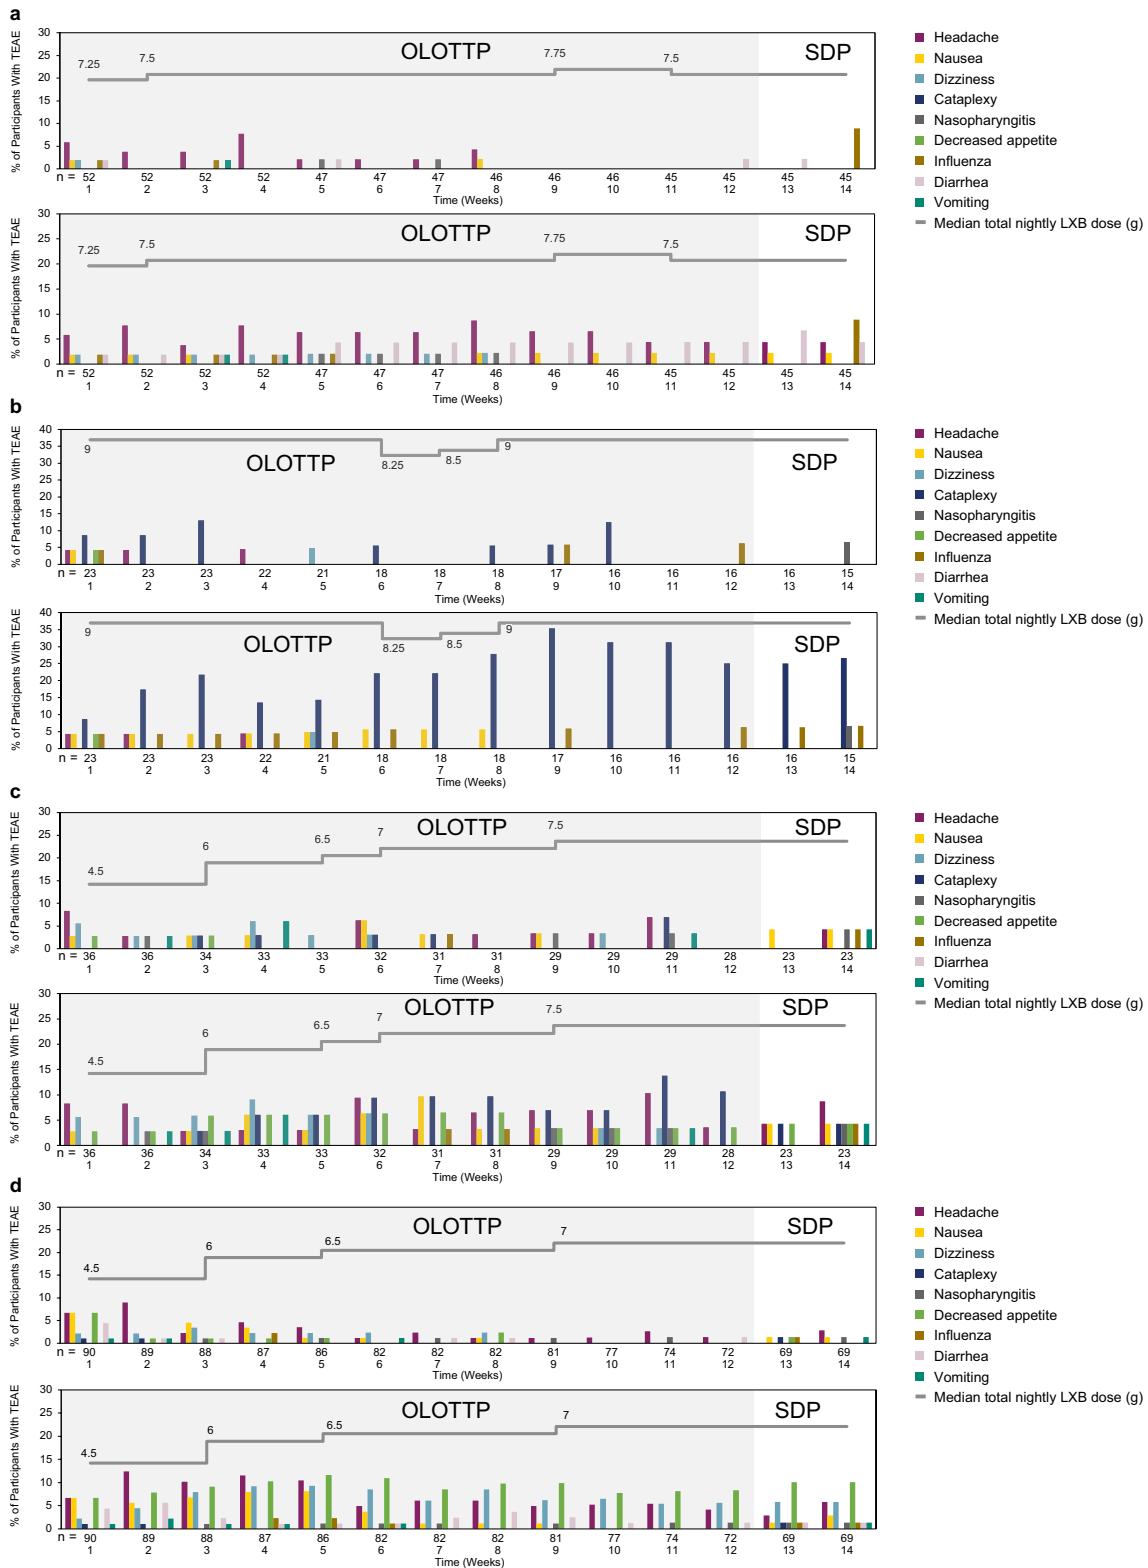 a
30
25
20
15
10
5
0
% of Participants With TEAE
OLOTTP
SDP
7.25
7.5
7.75
7.5
n = 52 52 52 52 47 47 47 46 46 46 45 45 45 45
1 2 3 4 5 6 7 8 9 10 11 12 13 14
Time (Weeks)
Headache
Nausea
Dizziness
Cataplexy
Nasopharyngitis
Decreased appetite
Influenza
Diarrhea
Vomiting
Median total nightly LXB dose (g)
30
25
20
15
10
5
0
% of Participants With TEAE
OLOTTP
SDP
7.25
7.5
7.75
7.5
n = 52 52 52 52 47 47 47 46 46 46 45 45 45 45
1 2 3 4 5 6 7 8 9 10 11 12 13 14
Time (Weeks)
b
40
35
30
25
20
15
10
5
0
% of Participants With TEAE
OLOTTP
SDP
9
8.25
8.5
9
n = 23 23 23 22 21 18 18 18 17 16 16 16 16 15
1 2 3 4 5 6 7 8 9 10 11 12 13 14
Time (Weeks)
Headache
Nausea
Dizziness
Cataplexy
Nasopharyngitis
Decreased appetite
Influenza
Diarrhea
Vomiting
Median total nightly LXB dose (g)
40
35
30
25
20
15
10
5
0
% of Participants With TEAE
OLOTTP
SDP
9
8.25
8.5
9
n = 23 23 23 22 21 18 18 18 17 16 16 16 16 15
1 2 3 4 5 6 7 8 9 10 11 12 13 14
Time (Weeks)
c
30
25
20
15
10
5
0
% of Participants With TEAE
OLOTTP
SDP
4.5
6
6.5
7
7.5
n = 36 36 34 33 33 32 31 31 29 29 29 28 23 23
1 2 3 4 5 6 7 8 9 10 11 12 13 14
Time (Weeks)
Headache
Nausea
Dizziness
Cataplexy
Nasopharyngitis
Decreased appetite
Influenza
Diarrhea
Vomiting
Median total nightly LXB dose (g)
30
25
20
15
10
5
0
% of Participants With TEAE
OLOTTP
SDP
4.5
6
6.5
7
7.5
n = 36 36 34 33 33 32 31 31 29 29 29 28 23 23
1 2 3 4 5 6 7 8 9 10 11 12 13 14
Time (Weeks)
d
30
25
20
15
10
5
0
% of Participants With TEAE
OLOTTP
SDP
4.5
6
6.5
7
n = 90 89 88 87 86 82 82 82 81 77 74 72 69 69
1 2 3 4 5 6 7 8 9 10 11 12 13 14
Time (Weeks)
Headache
Nausea
Dizziness
Cataplexy
Nasopharyngitis
Decreased appetite
Influenza
Diarrhea
Vomiting
Median total nightly LXB dose (g)
30
25
20
15
10
5
0
% of Participants With TEAE
OLOTTP
SDP
4.5
6
6.5
7
n = 90 89 88 87 86 82 82 82 81 77 74 72 69 69
1 2 3 4 5 6 7 8 9 10 11 12 13 14
Time (Weeks)